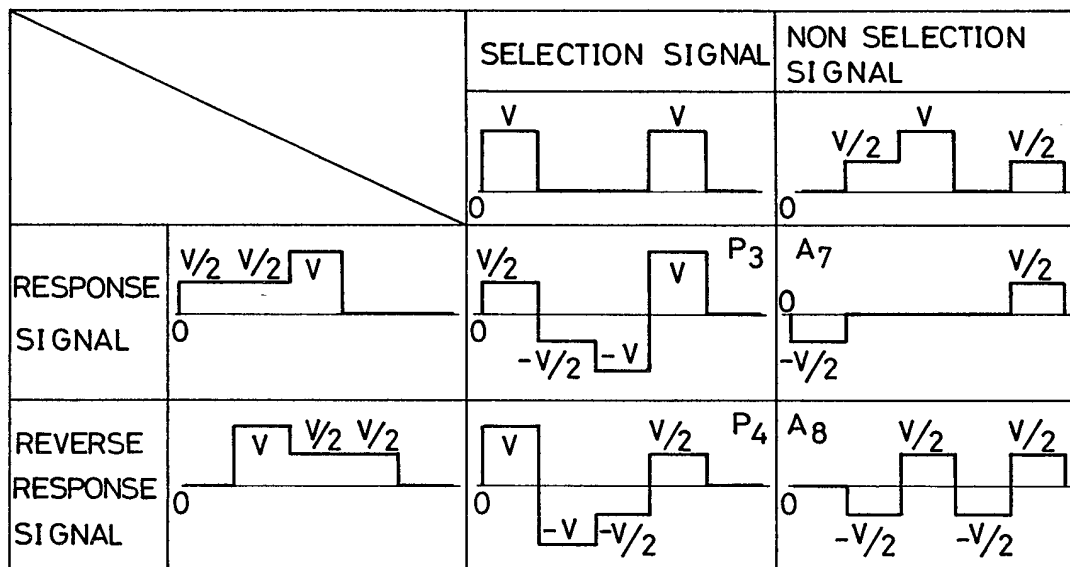 SELECTION SIGNAL
NON SELECTION
SIGNAL
V V
0
V/2 V V/2
0
RESPONSE
SIGNAL
V/2 V/2 V
0
P3
V/2 V
0
-V/2 -V
A7
0 V/2
-V/2
REVERSE
RESPONSE
SIGNAL
V V/2 V/2
0
P4
V V/2
0
-V -V/2
A8
V/2 V/2
0
-V/2 -V/2